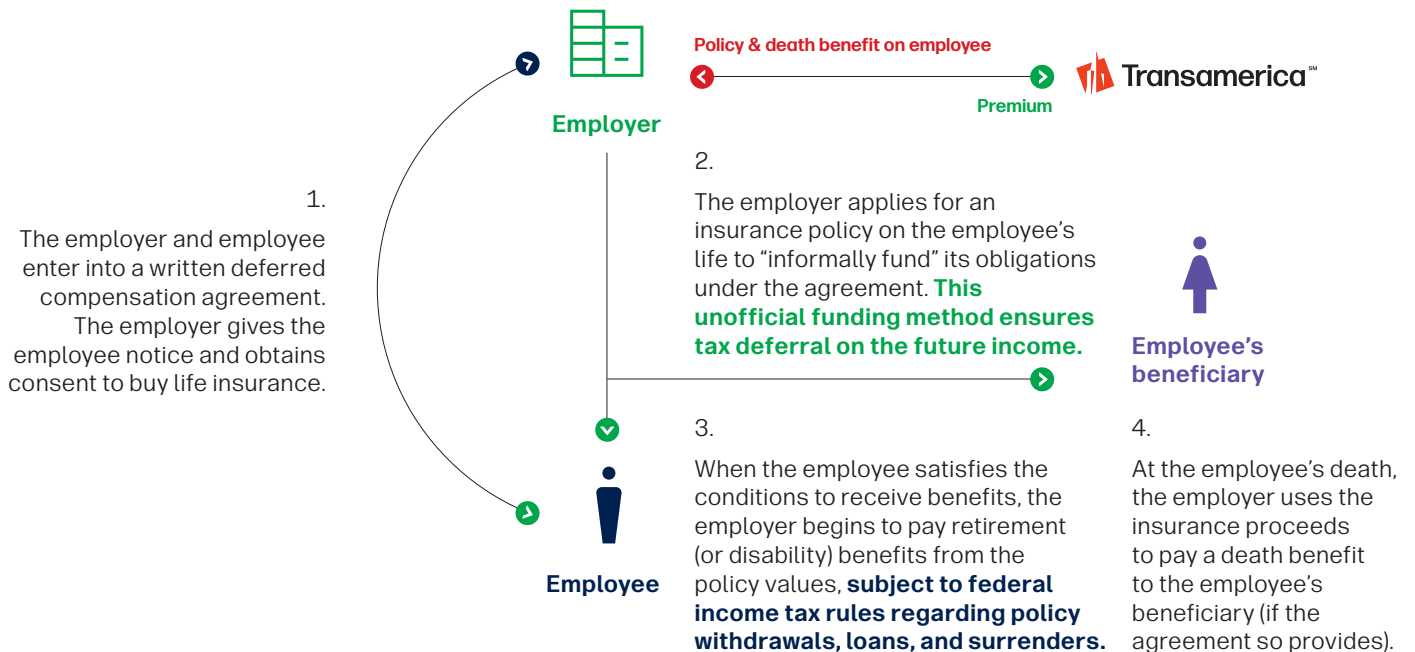 Policy & death benefit on employee
Transamerica℠
Premium
Employer
1.
The employer and employee
enter into a written deferred
compensation agreement.
The employer gives the
employee notice and obtains
consent to buy life insurance.
2.
The employer applies for an
insurance policy on the employee’s
life to “informally fund” its obligations
under the agreement. This
unofficial funding method ensures
tax deferral on the future income.
Employee’s
beneficiary
Employee
3.
When the employee satisfies the
conditions to receive benefits, the
employer begins to pay retirement
(or disability) benefits from the
policy values, subject to federal
income tax rules regarding policy
withdrawals, loans, and surrenders.
4.
At the employee’s death,
the employer uses the
insurance proceeds
to pay a death benefit
to the employee’s
beneficiary (if the
agreement so provides).